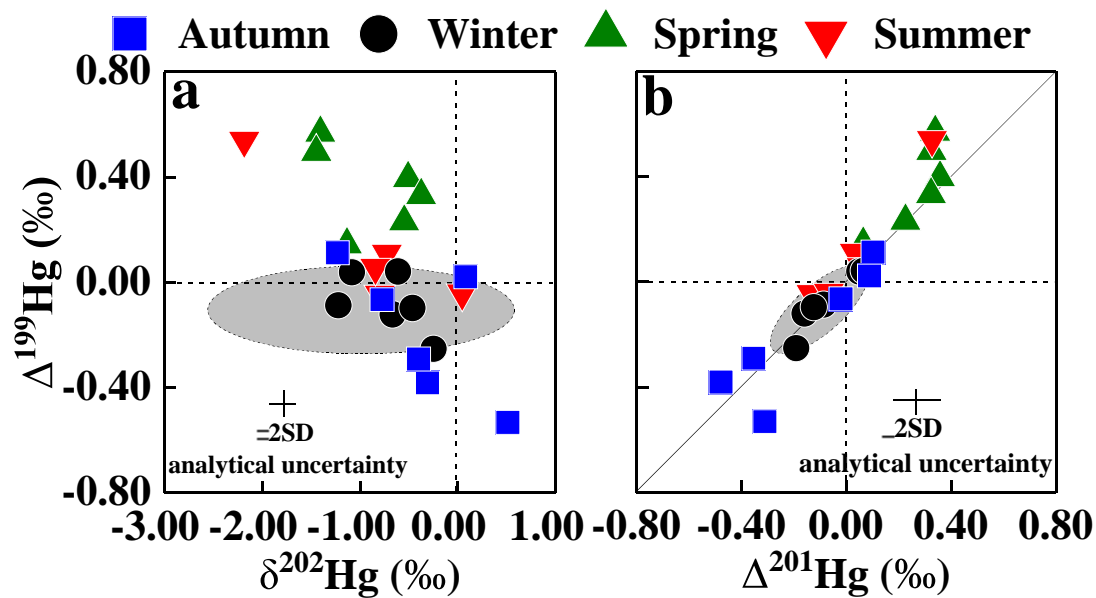 Autumn Winter Spring Summer
a
b
0.80
0.40
0.00
-0.40
-0.80
Δ¹⁹⁹Hg (‰)
=2SD
analytical uncertainty
_2SD
analytical uncertainty
-3.00 -2.00 -1.00 0.00 1.00
-0.80 -0.40 0.00 0.40 0.80
δ²⁰²Hg (‰)
Δ²⁰¹Hg (‰)